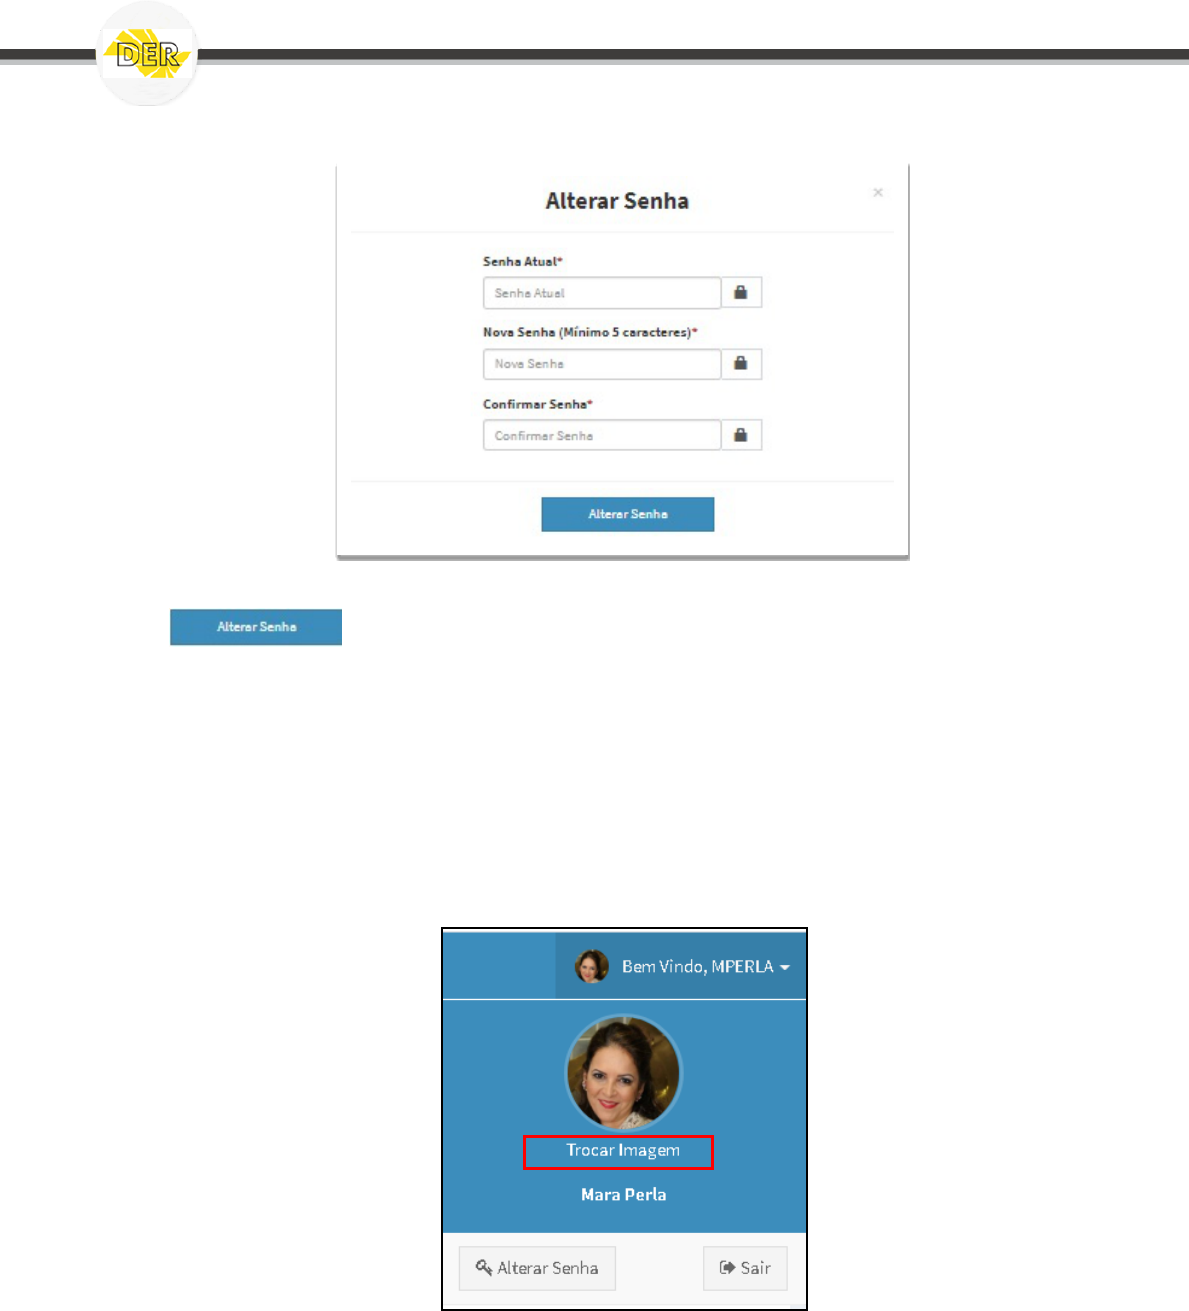 DER
Alterar Senha
×
Senha Atual*
Senha Atual
Nova Senha (Mínimo 5 caracteres)*
Nova Senha
Confirmar Senha*
Confirmar Senha
Alterar Senha
Alterar Senha
Bem Vindo, MPERLA
Trocar Imagem
Mara Perla
Alterar Senha
Sair